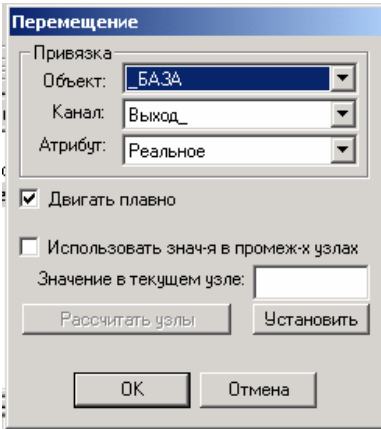 Перемещение
Привязка
Объект: _БАЗА
Канал: Выход_
Атрибут: Реальное
Двигать плавно
Использовать знач-я в промеж-х узлах
Значение в текущем узле:
Рассчитать узлы Установить
OK Отмена